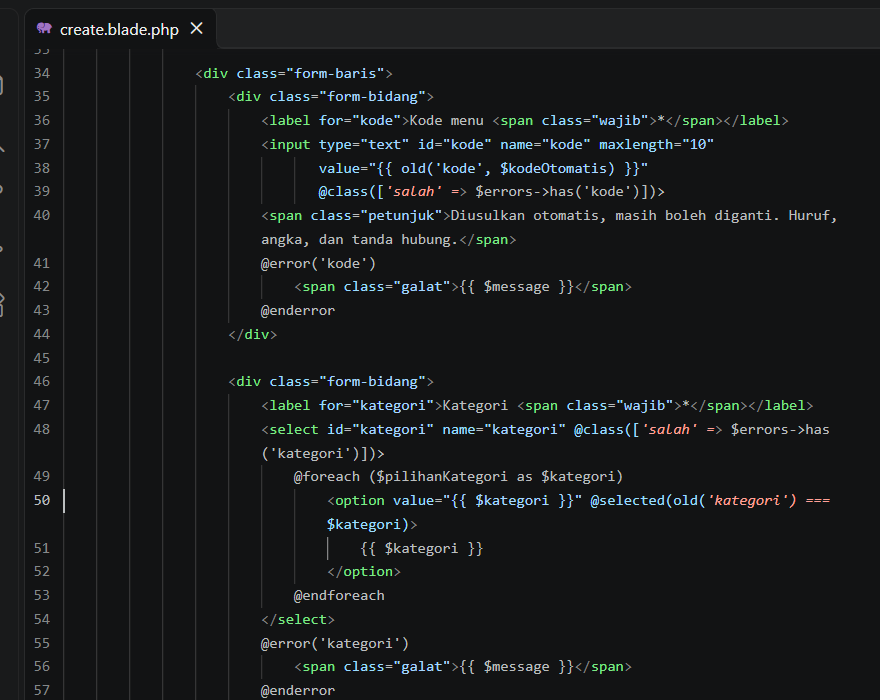 create.blade.php
33
34 <div class="form-baris">
35 <div class="form-bidang">
36 <label for="kode">Kode menu <span class="wajib">*</span></label>
37 <input type="text" id="kode" name="kode" maxlength="10"
38 value="{{ old('kode', $kodeOtomatis) }}"
39 @class(['salah' => $errors->has('kode')])>
40 <span class="petunjuk">Diusulkan otomatis, masih boleh diganti. Huruf,
angka, dan tanda hubung.</span>
41 @error('kode')
42 <span class="galat">{{ $message }}</span>
43 @enderror
44 </div>
45
46 <div class="form-bidang">
47 <label for="kategori">Kategori <span class="wajib">*</span></label>
48 <select id="kategori" name="kategori" @class(['salah' => $errors->has
('kategori')])>
49 @foreach ($pilihanKategori as $kategori)
50 <option value="{{ $kategori }}" @selected(old('kategori') ===
$kategori)>
51 {{ $kategori }}
52 </option>
53 @endforeach
54 </select>
55 @error('kategori')
56 <span class="galat">{{ $message }}</span>
57 @enderror